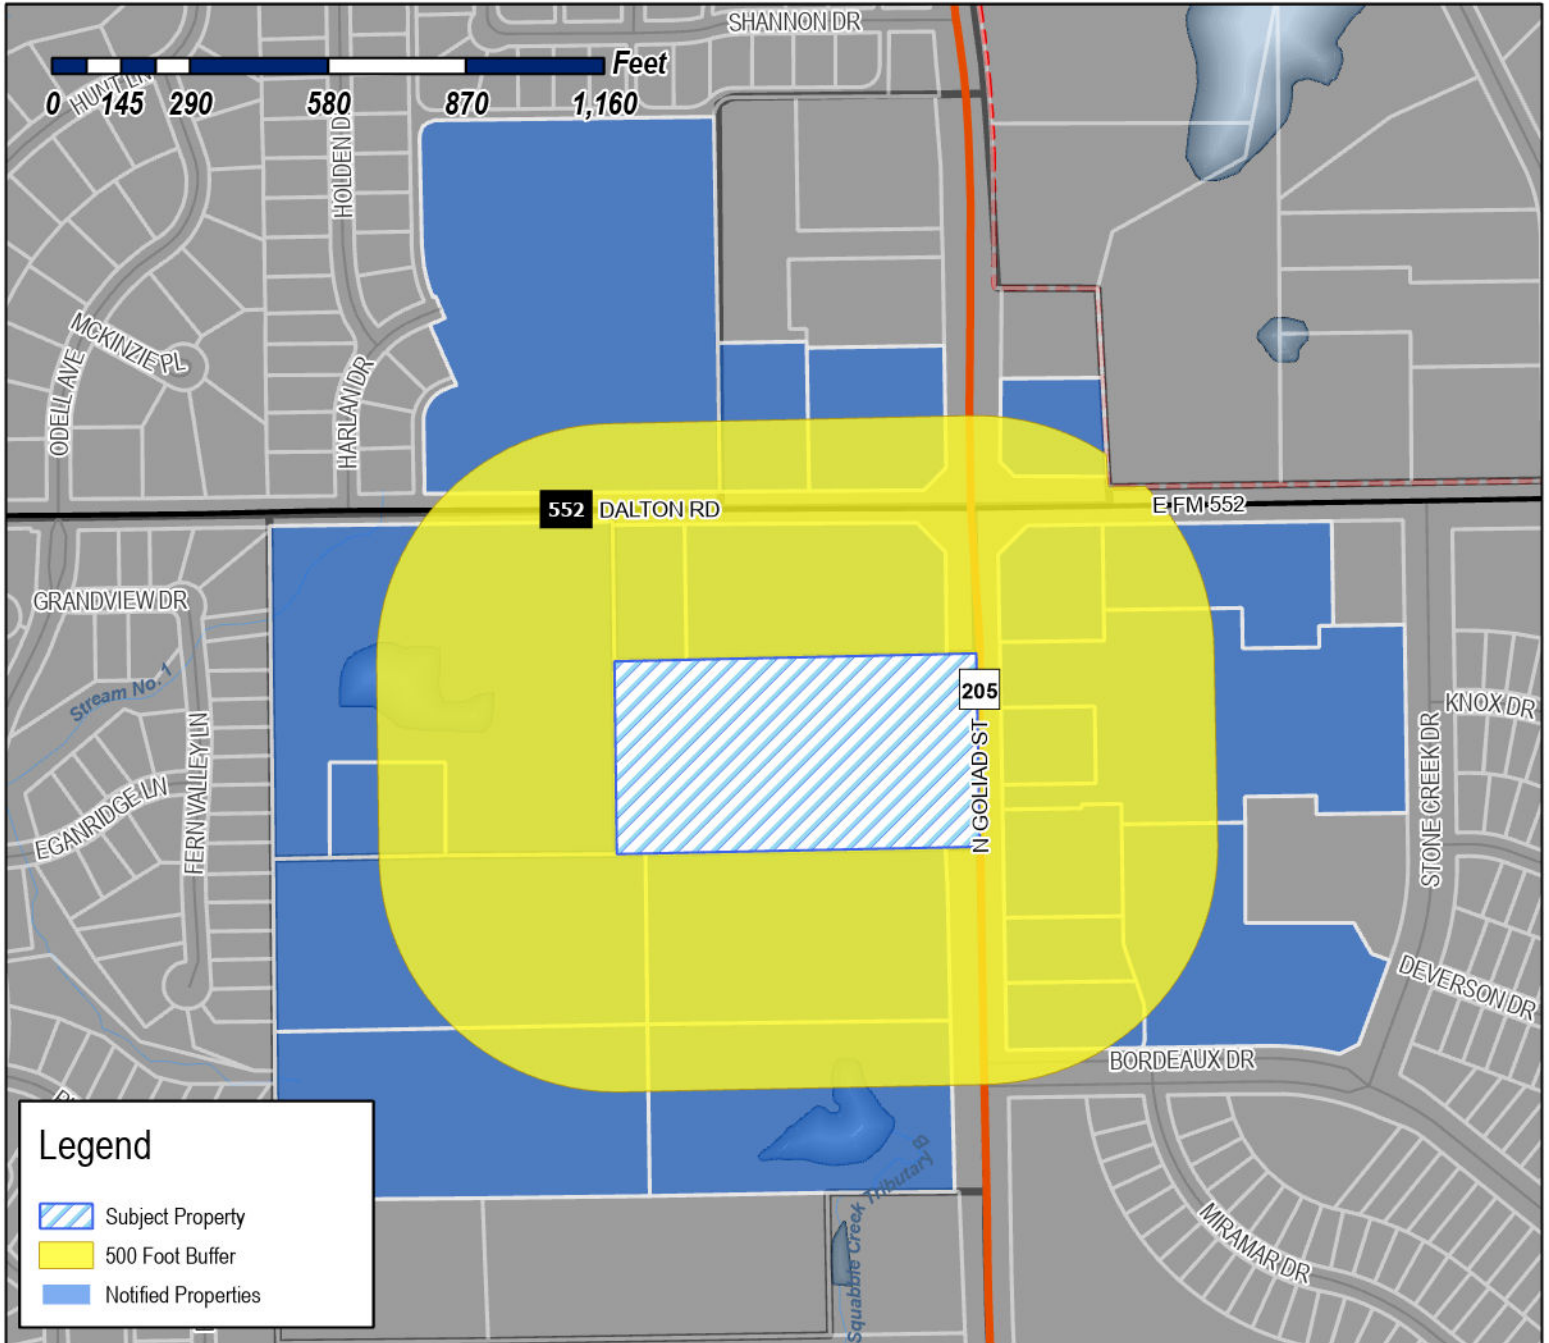 SHANNON DR
Feet
0 145 290 580 870 1,160
HUNT LN
HOLDEN D
MCKINZIE PL
ODELL AVE
HARLAN DR
552 DALTON RD
E FM 552
GRANDVIEW DR
Stream No. 1
205
N GOLIAD ST
KNOX DR
STONE CREEK DR
EGANRIDGE LN
FERN VALLEY LN
DEVERSON DR
BORDEAUX DR
MIRAMAR DR
Squabble Creek Tributary B
Legend
Subject Property
500 Foot Buffer
Notified Properties